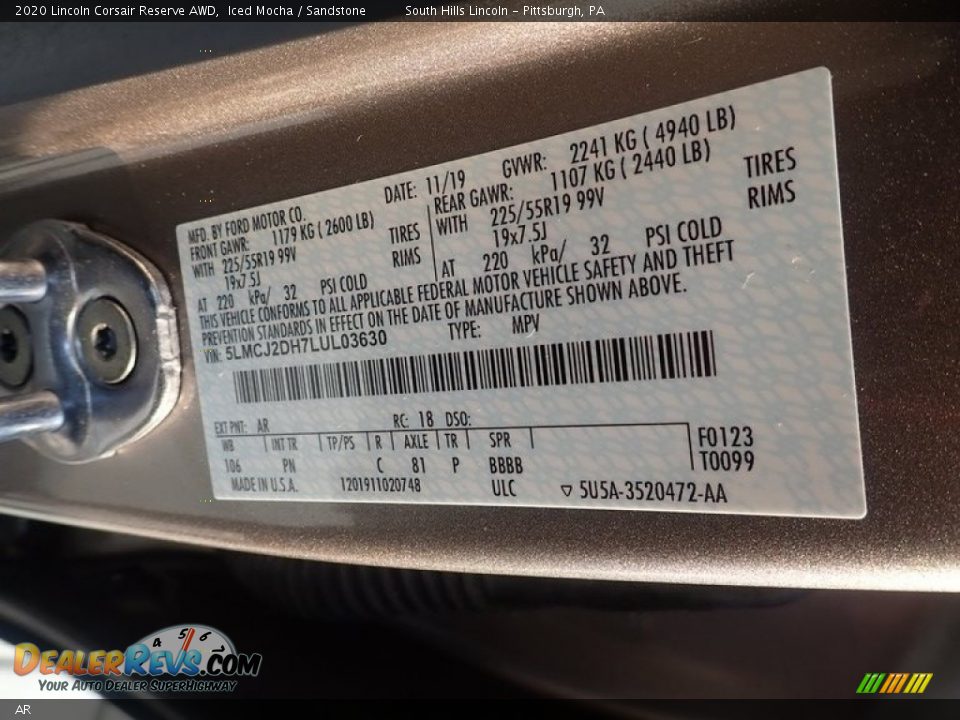 2020 Lincoln Corsair Reserve AWD, Iced Mocha / Sandstone South Hills Lincoln - Pittsburgh, PA
MFD. BY FORD MOTOR CO. DATE: 11/19 GVWR: 2241 KG ( 4940 LB)
FRONT GAWR: 1179 KG ( 2600 LB) REAR GAWR: 1107 KG ( 2440 LB)
WITH 225/55R19 99V TIRES WITH 225/55R19 99V TIRES
19x7.5J RIMS 19x7.5J RIMS
AT 220 kPa/ 32 PSI COLD AT 220 kPa/ 32 PSI COLD
THIS VEHICLE CONFORMS TO ALL APPLICABLE FEDERAL MOTOR VEHICLE SAFETY AND THEFT
PREVENTION STANDARDS IN EFFECT ON THE DATE OF MANUFACTURE SHOWN ABOVE.
VIN: 5LMCJ2DH7LUL03630 TYPE: MPV
EXT PNT: AR RC: 18 DSO:
WB INT TR TP/PS R AXLE TR SPR F0123
106 PN C 81 P BBBB T0099
MADE IN U.S.A. 1201911020748 ULC ▽ 5U5A-3520472-AA
4 5 6
DEALERREVS.COM
YOUR AUTO DEALER SUPERHIGHWAY
AR